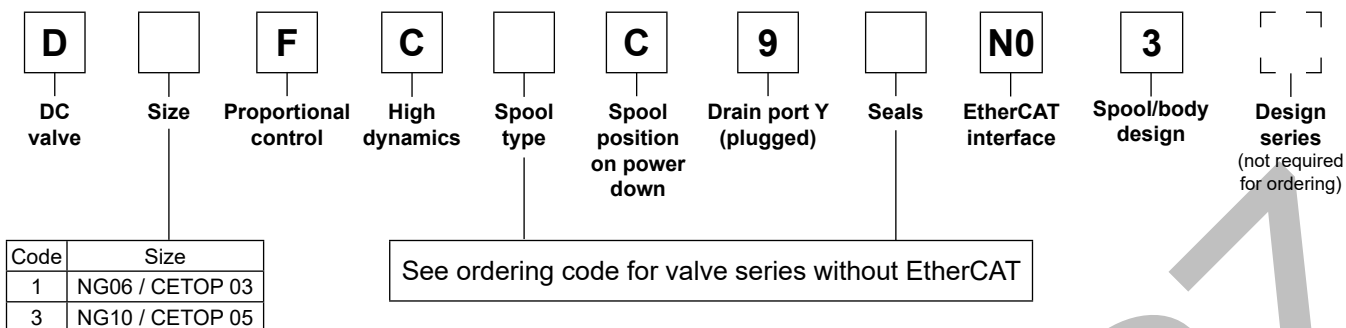 D F C C 9 N0 3
DC
valve
Size
Proportional
control
High
dynamics
Spool
type
Spool
position
on power
down
Drain port Y
(plugged)
Seals
EtherCAT
interface
Spool/body
design
Design
series
(not required
for ordering)
Code Size
1 NG06 / CETOP 03
3 NG10 / CETOP 05
See ordering code for valve series without EtherCAT